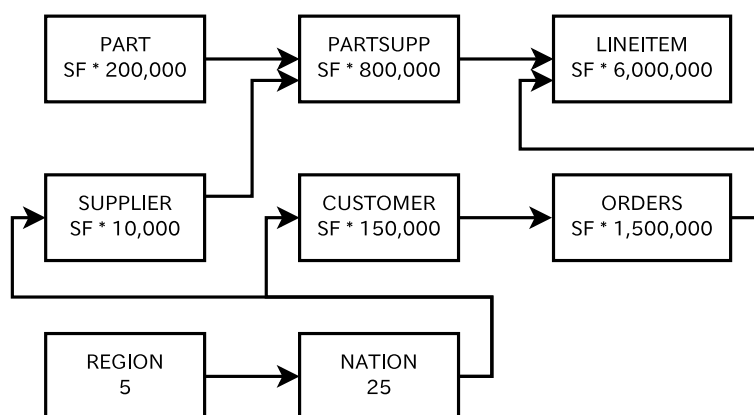 PART
SF * 200,000
PARTSUPP
SF * 800,000
LINEITEM
SF * 6,000,000
SUPPLIER
SF * 10,000
CUSTOMER
SF * 150,000
ORDERS
SF * 1,500,000
REGION
5
NATION
25